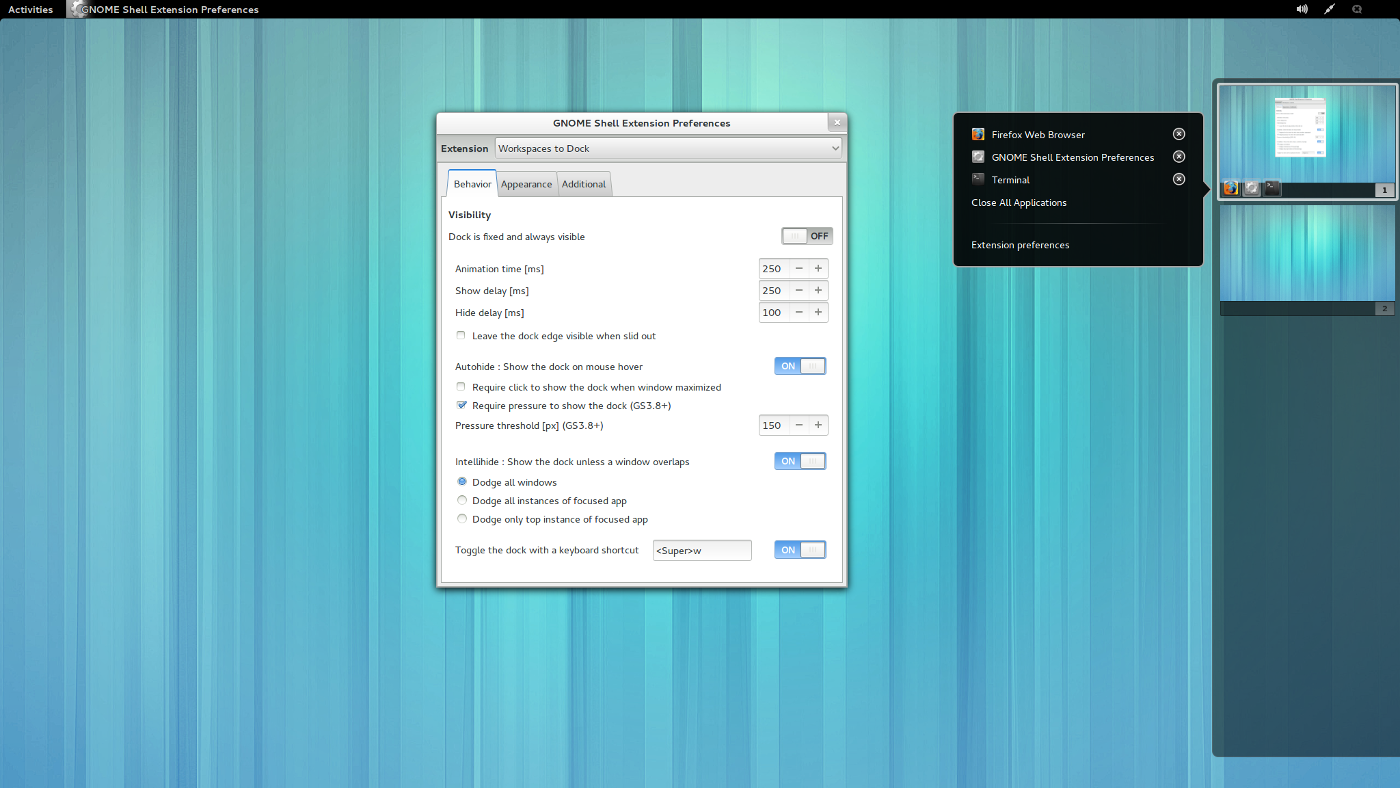 Activities GNOME Shell Extension Preferences
GNOME Shell Extension Preferences
Extension Workspaces to Dock
Behavior Appearance Additional
Visibility
Dock is fixed and always visible OFF
Animation time [ms] 250
Show delay [ms] 250
Hide delay [ms] 100
Leave the dock edge visible when slid out
Autohide : Show the dock on mouse hover ON
Require click to show the dock when window maximized
Require pressure to show the dock (GS3.8+)
Pressure threshold [px] (GS3.8+) 150
Intellihide : Show the dock unless a window overlaps ON
Dodge all windows
Dodge all instances of focused app
Dodge only top instance of focused app
Toggle the dock with a keyboard shortcut <Super>w ON
Firefox Web Browser
GNOME Shell Extension Preferences
Terminal
Close All Applications
Extension preferences
1
2